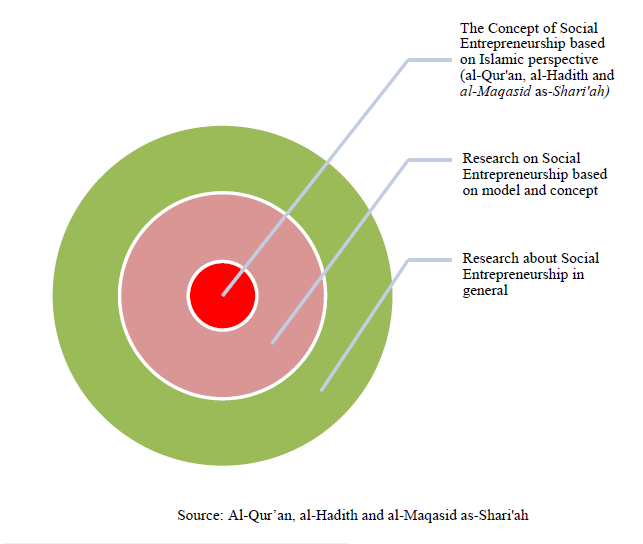 The Concept of Social
Entrepreneurship based
on Islamic perspective
(al-Qur'an, al-Hadith and
al-Maqasid as-Shari'ah)
Research on Social
Entrepreneurship based
on model and concept
Research about Social
Entrepreneurship in
general
Source: Al-Qur’an, al-Hadith and al-Maqasid as-Shari'ah